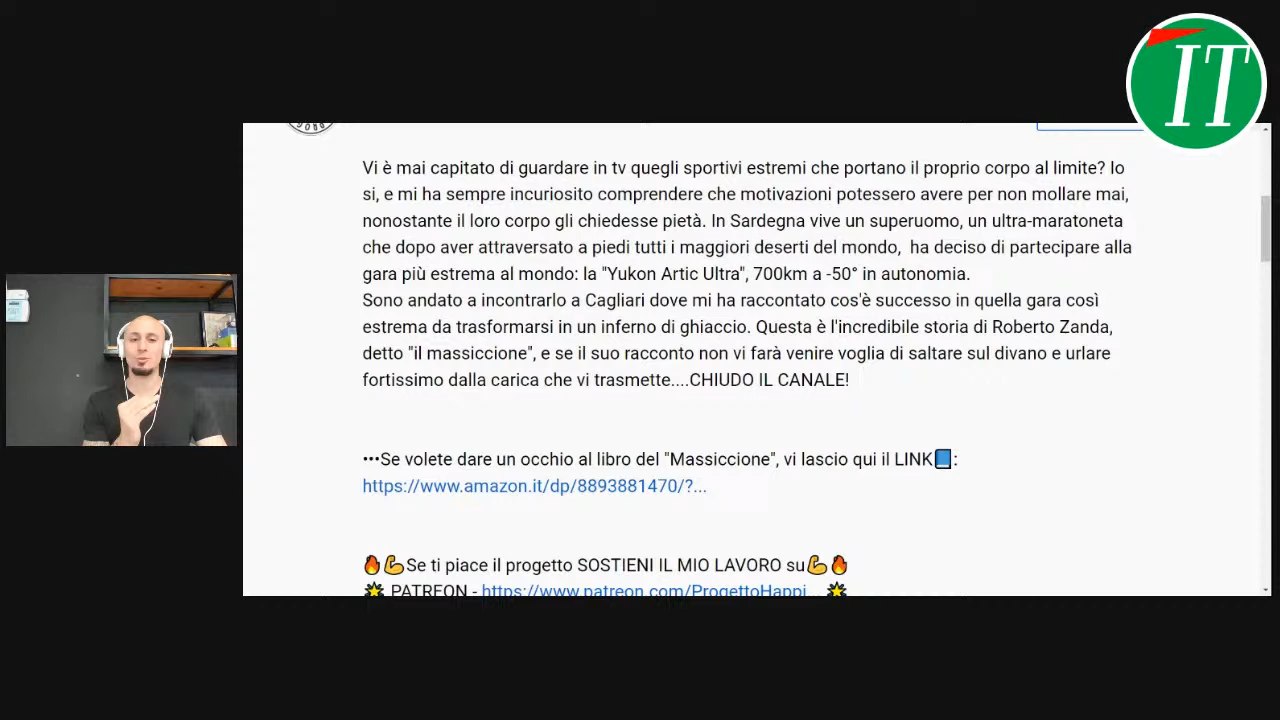 IT
Vi è mai capitato di guardare in tv quegli sportivi estremi che portano il proprio corpo al limite? Io
si, e mi ha sempre incuriosito comprendere che motivazioni potessero avere per non mollare mai,
nonostante il loro corpo gli chiedesse pietà. In Sardegna vive un superuomo, un ultra-maratoneta
che dopo aver attraversato a piedi tutti i maggiori deserti del mondo,  ha deciso di partecipare alla
gara più estrema al mondo: la "Yukon Artic Ultra", 700km a -50° in autonomia.
Sono andato a incontrarlo a Cagliari dove mi ha raccontato cos'è successo in quella gara così
estrema da trasformarsi in un inferno di ghiaccio. Questa è l'incredibile storia di Roberto Zanda,
detto "il massiccione", e se il suo racconto non vi farà venire voglia di saltare sul divano e urlare
fortissimo dalla carica che vi trasmette....CHIUDO IL CANALE!
•••Se volete dare un occhio al libro del "Massiccione", vi lascio qui il LINK📘:
https://www.amazon.it/dp/8893881470/?...
🔥💪Se ti piace il progetto SOSTIENI IL MIO LAVORO su💪🔥
🌟 PATREON - https://www.patreon.com/ProgettoHappi... 🌟